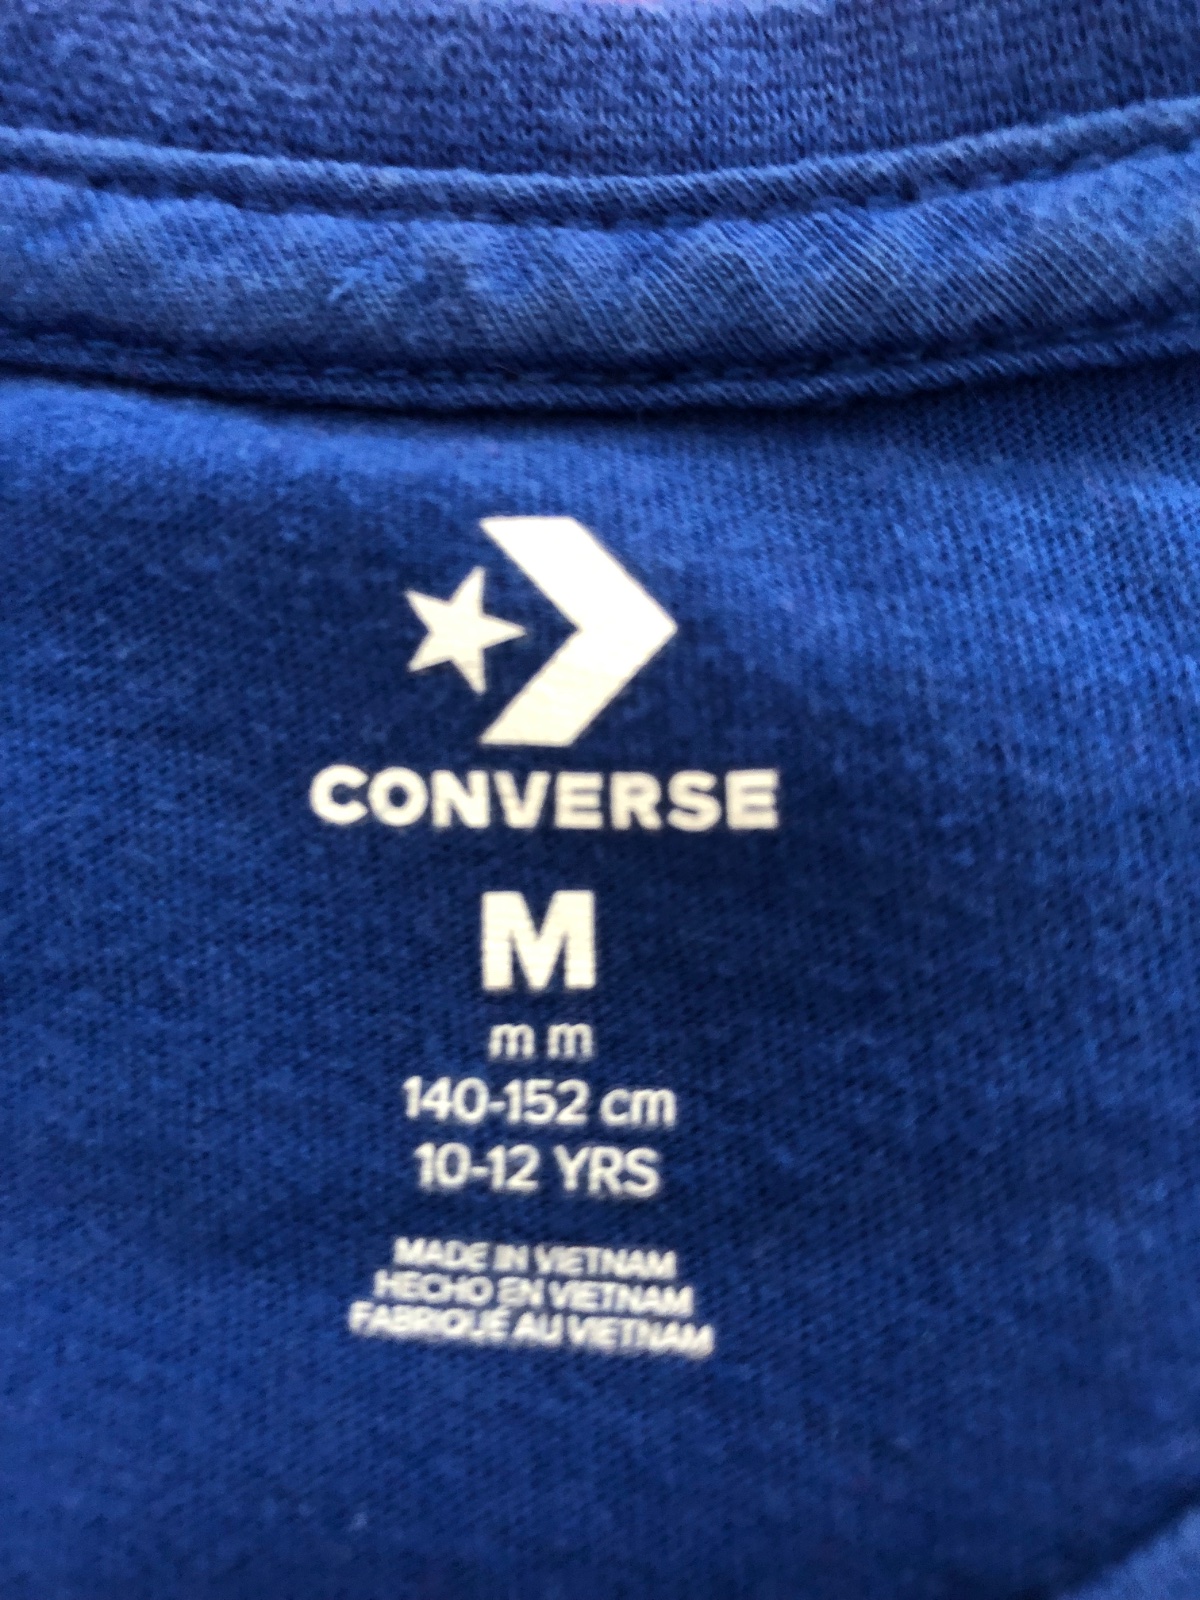 CONVERSE
M
m m
140-152 cm
10-12 YRS
MADE IN VIETNAM
HECHO EN VIETNAM
FABRIQUÉ AU VIETNAM